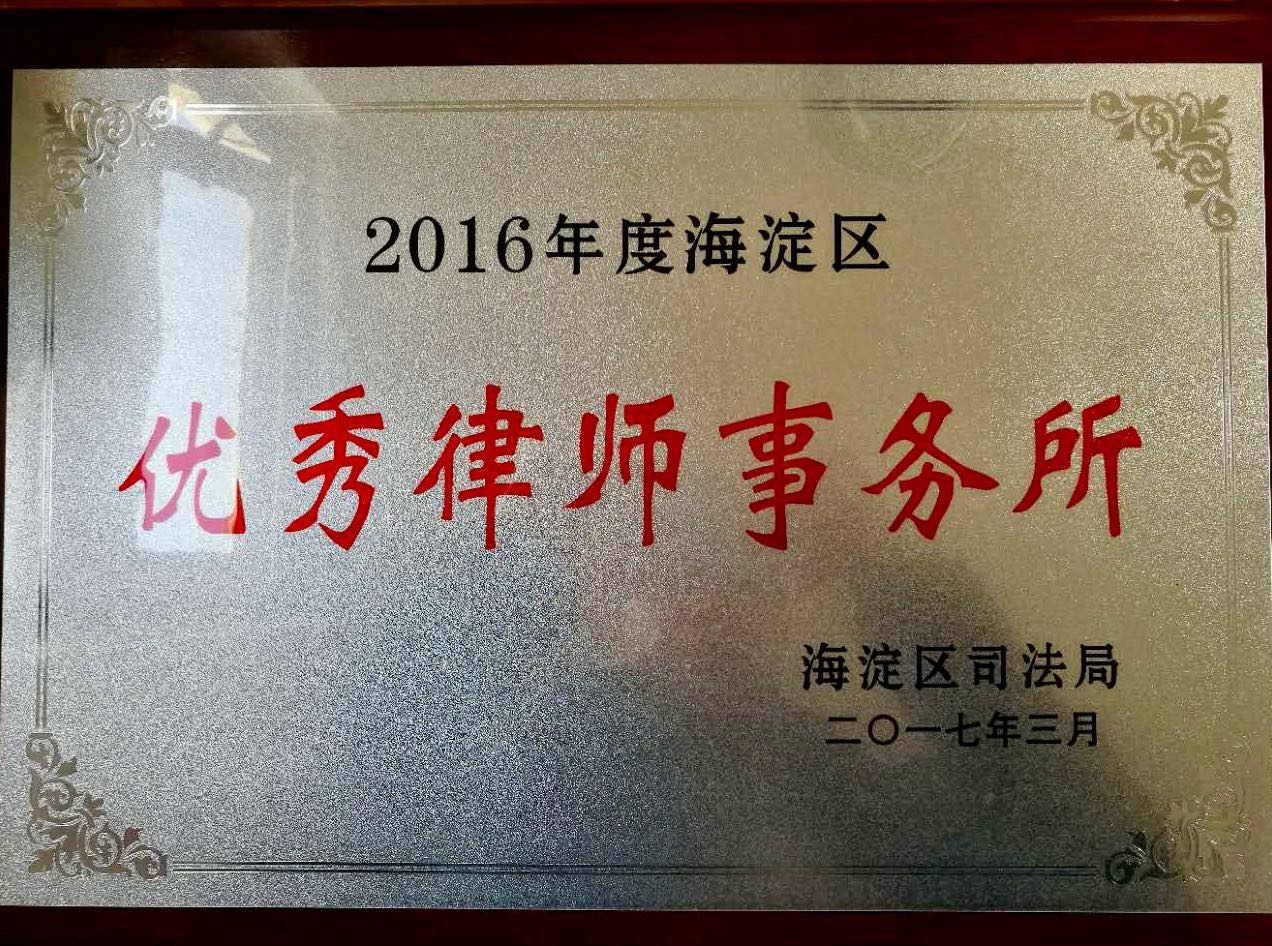 2016年度海淀区
优秀律师事务所
海淀区司法局
二〇一七年三月